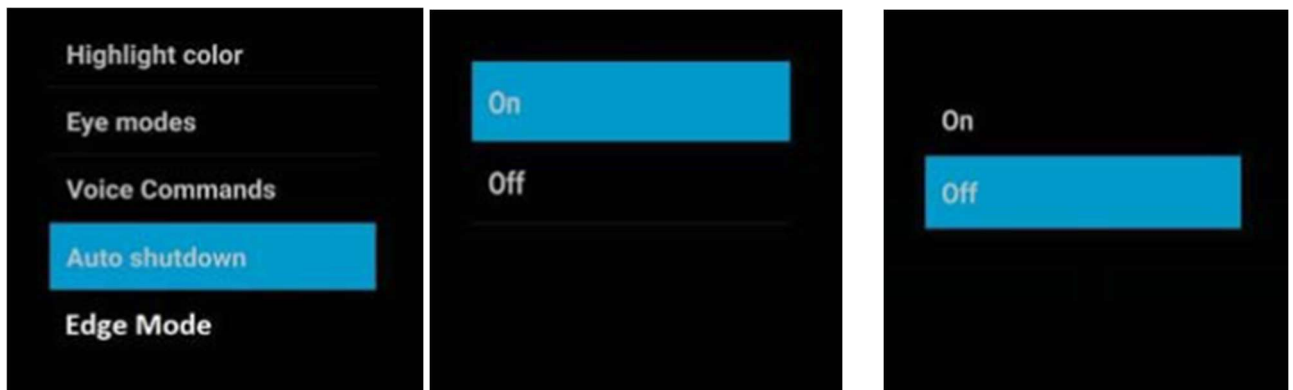 Highlight color
Eye modes
Voice Commands
Auto shutdown
Edge Mode
On
Off
On
Off